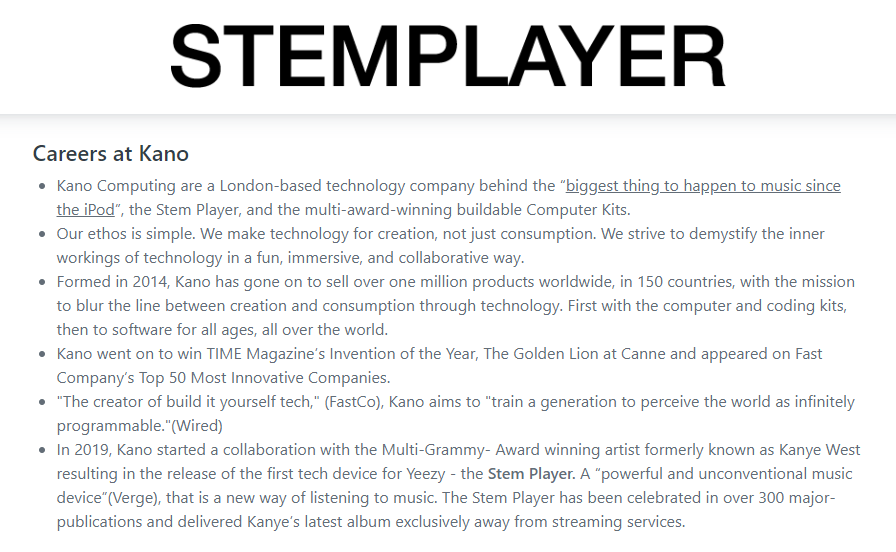 STEMPLAYER
Careers at Kano
Kano Computing are a London-based technology company behind the “biggest thing to happen to music since
the iPod”, the Stem Player, and the multi-award-winning buildable Computer Kits.
Our ethos is simple. We make technology for creation, not just consumption. We strive to demystify the inner
workings of technology in a fun, immersive, and collaborative way.
Formed in 2014, Kano has gone on to sell over one million products worldwide, in 150 countries, with the mission
to blur the line between creation and consumption through technology. First with the computer and coding kits,
then to software for all ages, all over the world.
Kano went on to win TIME Magazine’s Invention of the Year, The Golden Lion at Canne and appeared on Fast
Company’s Top 50 Most Innovative Companies.
"The creator of build it yourself tech," (FastCo), Kano aims to "train a generation to perceive the world as infinitely
programmable."(Wired)
In 2019, Kano started a collaboration with the Multi-Grammy- Award winning artist formerly known as Kanye West
resulting in the release of the first tech device for Yeezy - the Stem Player. A “powerful and unconventional music
device”(Verge), that is a new way of listening to music. The Stem Player has been celebrated in over 300 major-
publications and delivered Kanye’s latest album exclusively away from streaming services.